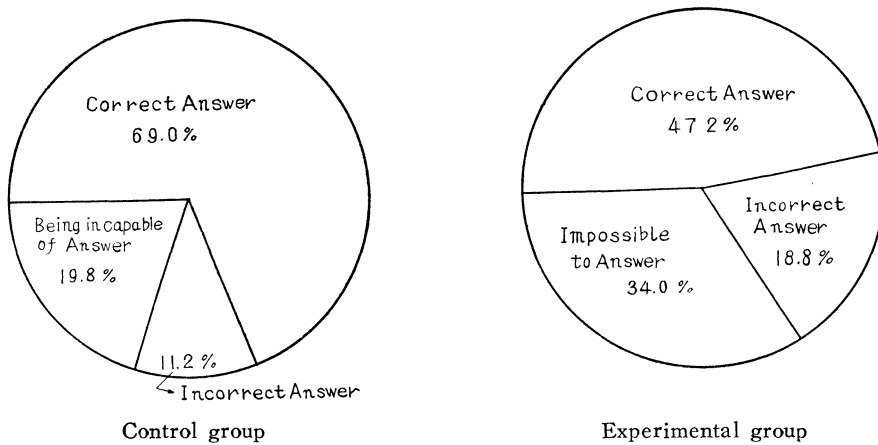 Correct Answer
69.0%
Being incapable
of Answer
19.8%
11.2%
Incorrect Answer
Control group
Correct Answer
47.2%
Incorrect
Answer
18.8%
Impossible
to Answer
34.0%
Experimental group